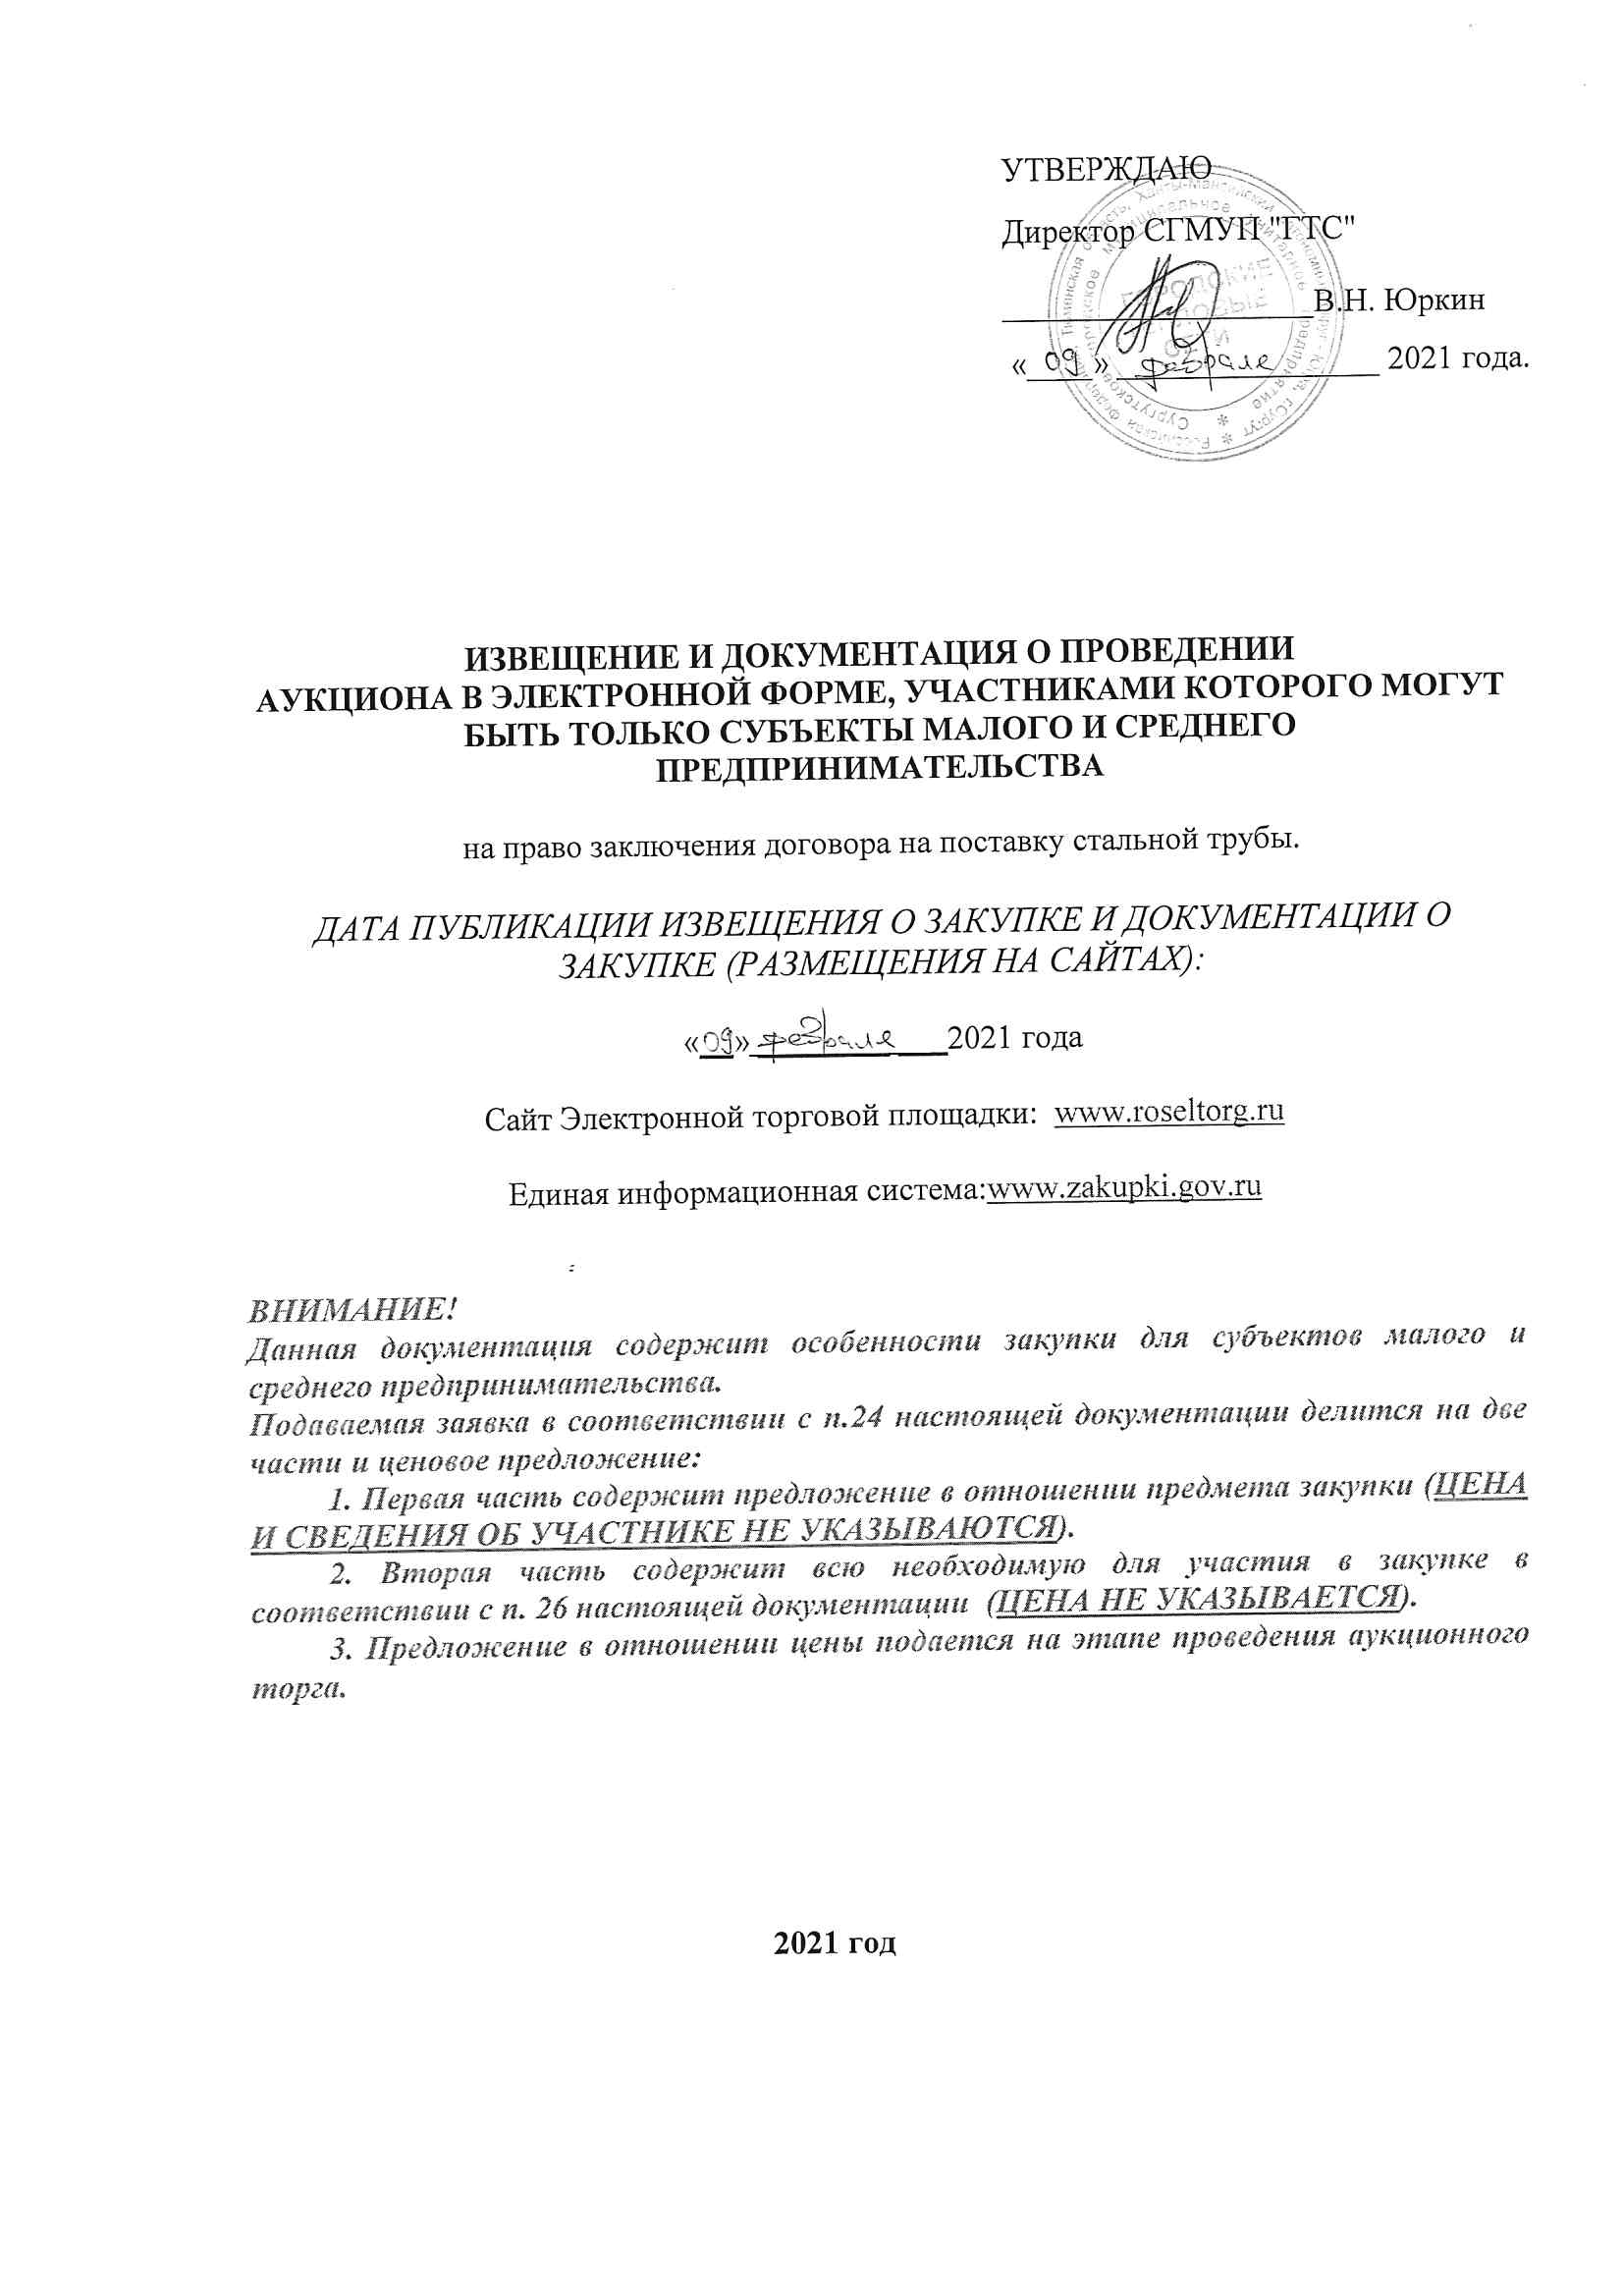 УТВЕРЖДАЮ
Директор СГМУП "ГТС"
В.Н. Юркин
« 09 » февраля 2021 года.
ГОРОДСКИЕ
СЕТИ
ИЗВЕЩЕНИЕ И ДОКУМЕНТАЦИЯ О ПРОВЕДЕНИИ
АУКЦИОНА В ЭЛЕКТРОННОЙ ФОРМЕ, УЧАСТНИКАМИ КОТОРОГО МОГУТ
БЫТЬ ТОЛЬКО СУБЪЕКТЫ МАЛОГО И СРЕДНЕГО
ПРЕДПРИНИМАТЕЛЬСТВА
на право заключения договора на поставку стальной трубы.
ДАТА ПУБЛИКАЦИИ ИЗВЕЩЕНИЯ О ЗАКУПКЕ И ДОКУМЕНТАЦИИ О
ЗАКУПКЕ (РАЗМЕЩЕНИЯ НА САЙТАХ):
«09» февраля 2021 года
Сайт Электронной торговой площадки: www.roseltorg.ru
Единая информационная система:www.zakupki.gov.ru
ВНИМАНИЕ!
Данная документация содержит особенности закупки для субъектов малого и
среднего предпринимательства.
Подаваемая заявка в соответствии с п.24 настоящей документации делится на две
части и ценовое предложение:
1. Первая часть содержит предложение в отношении предмета закупки (ЦЕНА
И СВЕДЕНИЯ ОБ УЧАСТНИКЕ НЕ УКАЗЫВАЮТСЯ).
2. Вторая часть содержит всю необходимую для участия в закупке в
соответствии с п. 26 настоящей документации (ЦЕНА НЕ УКАЗЫВАЕТСЯ).
3. Предложение в отношении цены подается на этапе проведения аукционного
торга.
2021 год